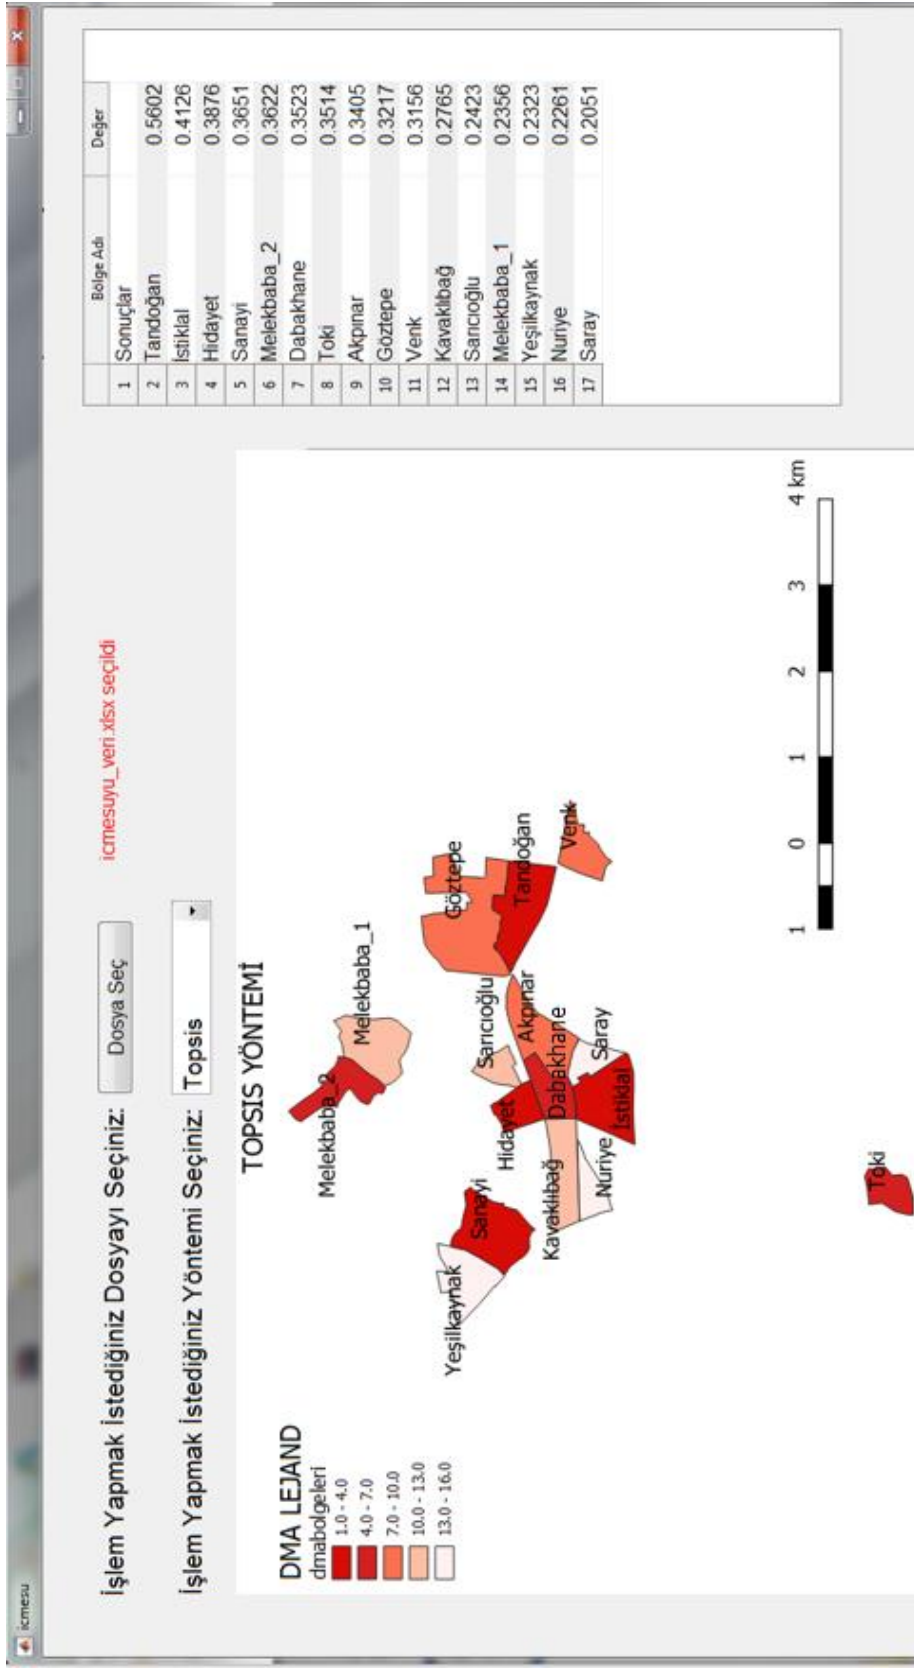 icmesu
İşlem Yapmak İstediğiniz Dosyayı Seçiniz: Dosya Seç icmesuyu_veri.xlsx seçildi
İşlem Yapmak İstediğiniz Yöntemi Seçiniz: Topsis
TOPSIS YÖNTEMİ
DMA LEJAND
dmabolgeleri
1.0 - 4.0
4.0 - 7.0
7.0 - 10.0
10.0 - 13.0
13.0 - 16.0
Melekbaba_2
Melekbaba_1
Yeşilkaynak
Sanayi
Göztepe
Sarıcıoğlu
Hidayet
Akpınar
Tandoğan
Kavaklıbağ
Dabakhane
Venk
Nuriye
Saray
İstiklal
Toki
1 0 1 2 3 4 km
Bölge Adı Değer
1 Sonuçlar
2 Tandoğan 0.5602
3 İstiklal 0.4126
4 Hidayet 0.3876
5 Sanayi 0.3651
6 Melekbaba_2 0.3622
7 Dabakhane 0.3523
8 Toki 0.3514
9 Akpınar 0.3405
10 Göztepe 0.3217
11 Venk 0.3156
12 Kavaklıbağ 0.2765
13 Sarıcıoğlu 0.2423
14 Melekbaba_1 0.2356
15 Yeşilkaynak 0.2323
16 Nuriye 0.2261
17 Saray 0.2051